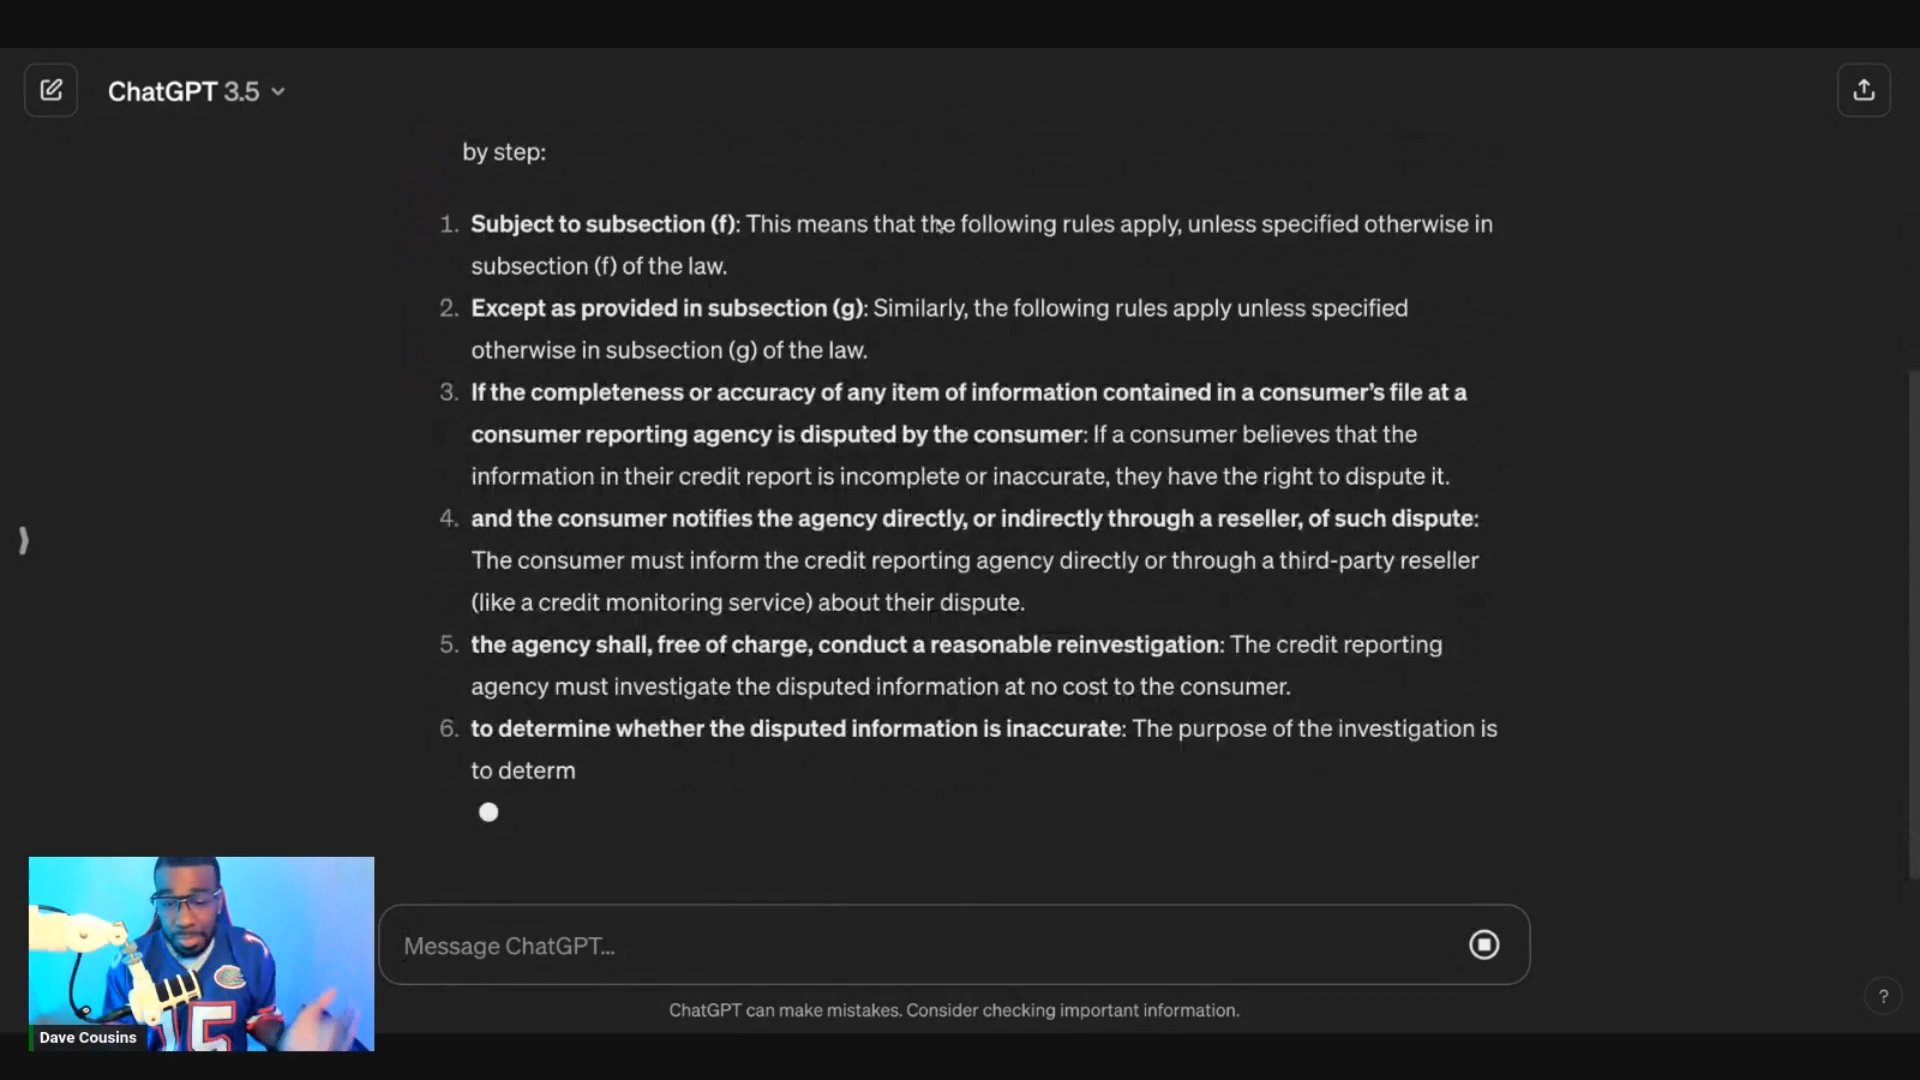 ChatGPT 3.5
by step:
1. Subject to subsection (f): This means that the following rules apply, unless specified otherwise in
subsection (f) of the law.
2. Except as provided in subsection (g): Similarly, the following rules apply unless specified
otherwise in subsection (g) of the law.
3. If the completeness or accuracy of any item of information contained in a consumer’s file at a
consumer reporting agency is disputed by the consumer: If a consumer believes that the
information in their credit report is incomplete or inaccurate, they have the right to dispute it.
4. and the consumer notifies the agency directly, or indirectly through a reseller, of such dispute:
The consumer must inform the credit reporting agency directly or through a third-party reseller
(like a credit monitoring service) about their dispute.
5. the agency shall, free of charge, conduct a reasonable reinvestigation: The credit reporting
agency must investigate the disputed information at no cost to the consumer.
6. to determine whether the disputed information is inaccurate: The purpose of the investigation is
to determ
Message ChatGPT...
ChatGPT can make mistakes. Consider checking important information.
?
15
Dave Cousins